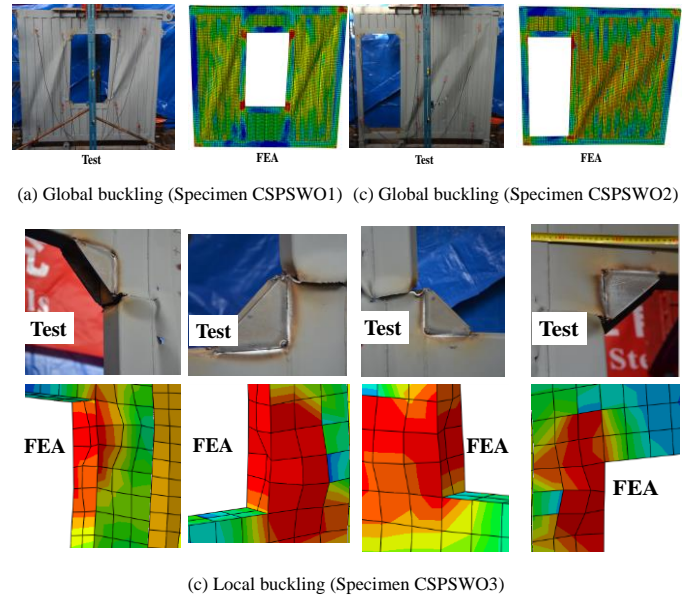 Test
FEA
Test
FEA
(a) Global buckling (Specimen CSPSWO1) (c) Global buckling (Specimen CSPSWO2)
Test
Test
Test
Test
Ste
FEA
FEA
FEA
FEA
(c) Local buckling (Specimen CSPSWO3)